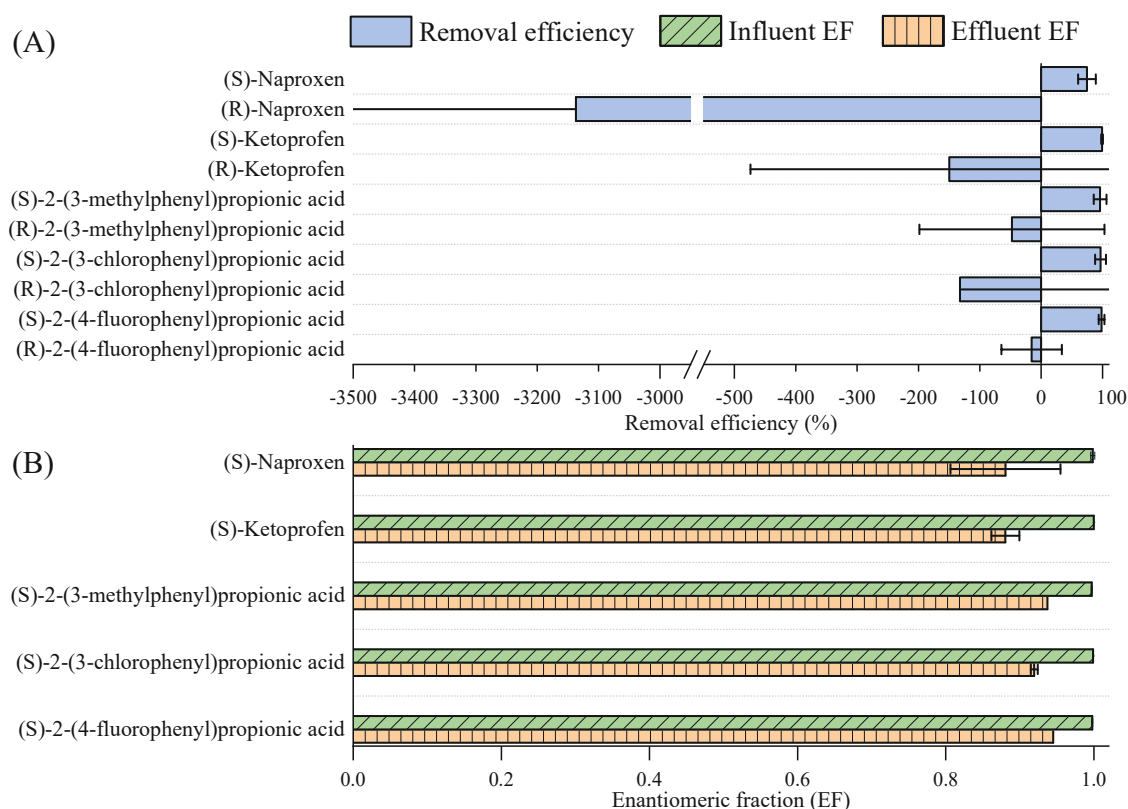 (A)
Removal efficiency Influent EF Effluent EF
(S)-Naproxen
(R)-Naproxen
(S)-Ketoprofen
(R)-Ketoprofen
(S)-2-(3-methylphenyl)propionic acid
(R)-2-(3-methylphenyl)propionic acid
(S)-2-(3-chlorophenyl)propionic acid
(R)-2-(3-chlorophenyl)propionic acid
(S)-2-(4-fluorophenyl)propionic acid
(R)-2-(4-fluorophenyl)propionic acid
-3500 -3400 -3300 -3200 -3100 -3000 -500 -400 -300 -200 -100 0 100
Removal efficiency (%)
(B)
(S)-Naproxen
(S)-Ketoprofen
(S)-2-(3-methylphenyl)propionic acid
(S)-2-(3-chlorophenyl)propionic acid
(S)-2-(4-fluorophenyl)propionic acid
0.0 0.2 0.4 0.6 0.8 1.0
Enantiomeric fraction (EF)